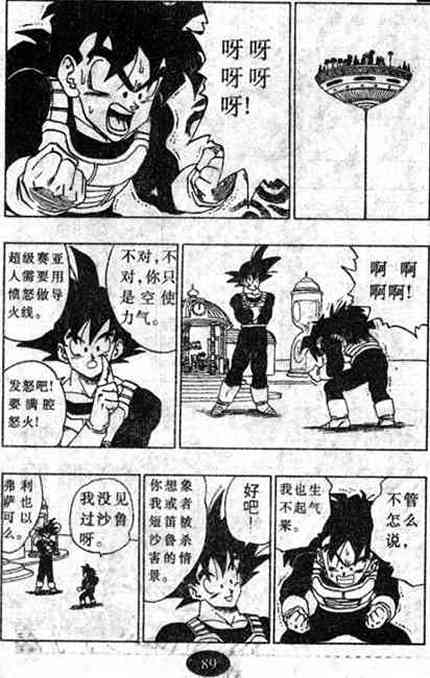 呀呀
呀呀
呀!
啊啊
啊啊!
不对,不
对,你只
是空使
力气。
超级赛亚
人需要用
愤怒做导
火线。
发怒吧!
要满腔
怒火!
不管
怎么
说,
我也生
气不起
来。
好
吧!
你想象
我或者
短笛被
沙鲁杀
害的情
景。
我没见
过沙鲁
呀。
弗利
萨也
可以
么。
89